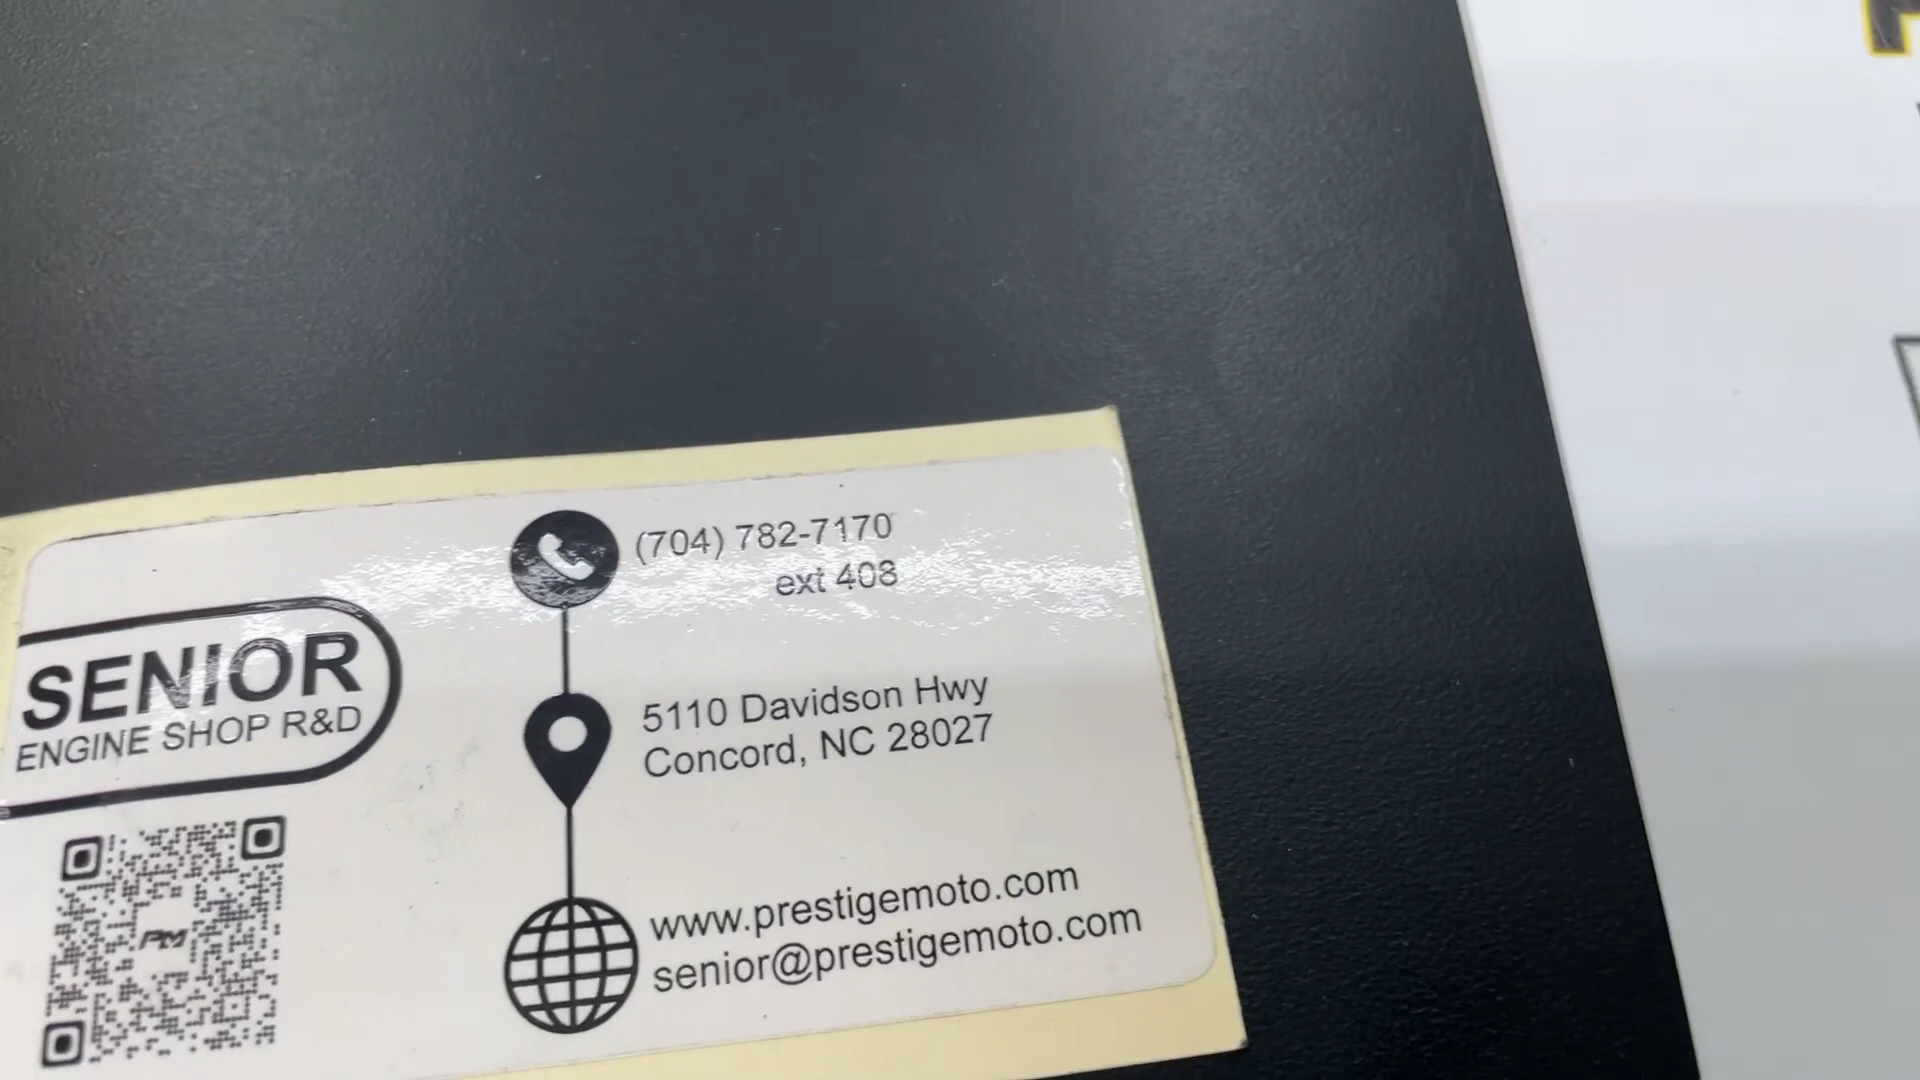 (704) 782-7170
ext 408
SENIOR
ENGINE SHOP R&D
5110 Davidson Hwy
Concord, NC 28027
PM
www.prestigemoto.com
senior@prestigemoto.com